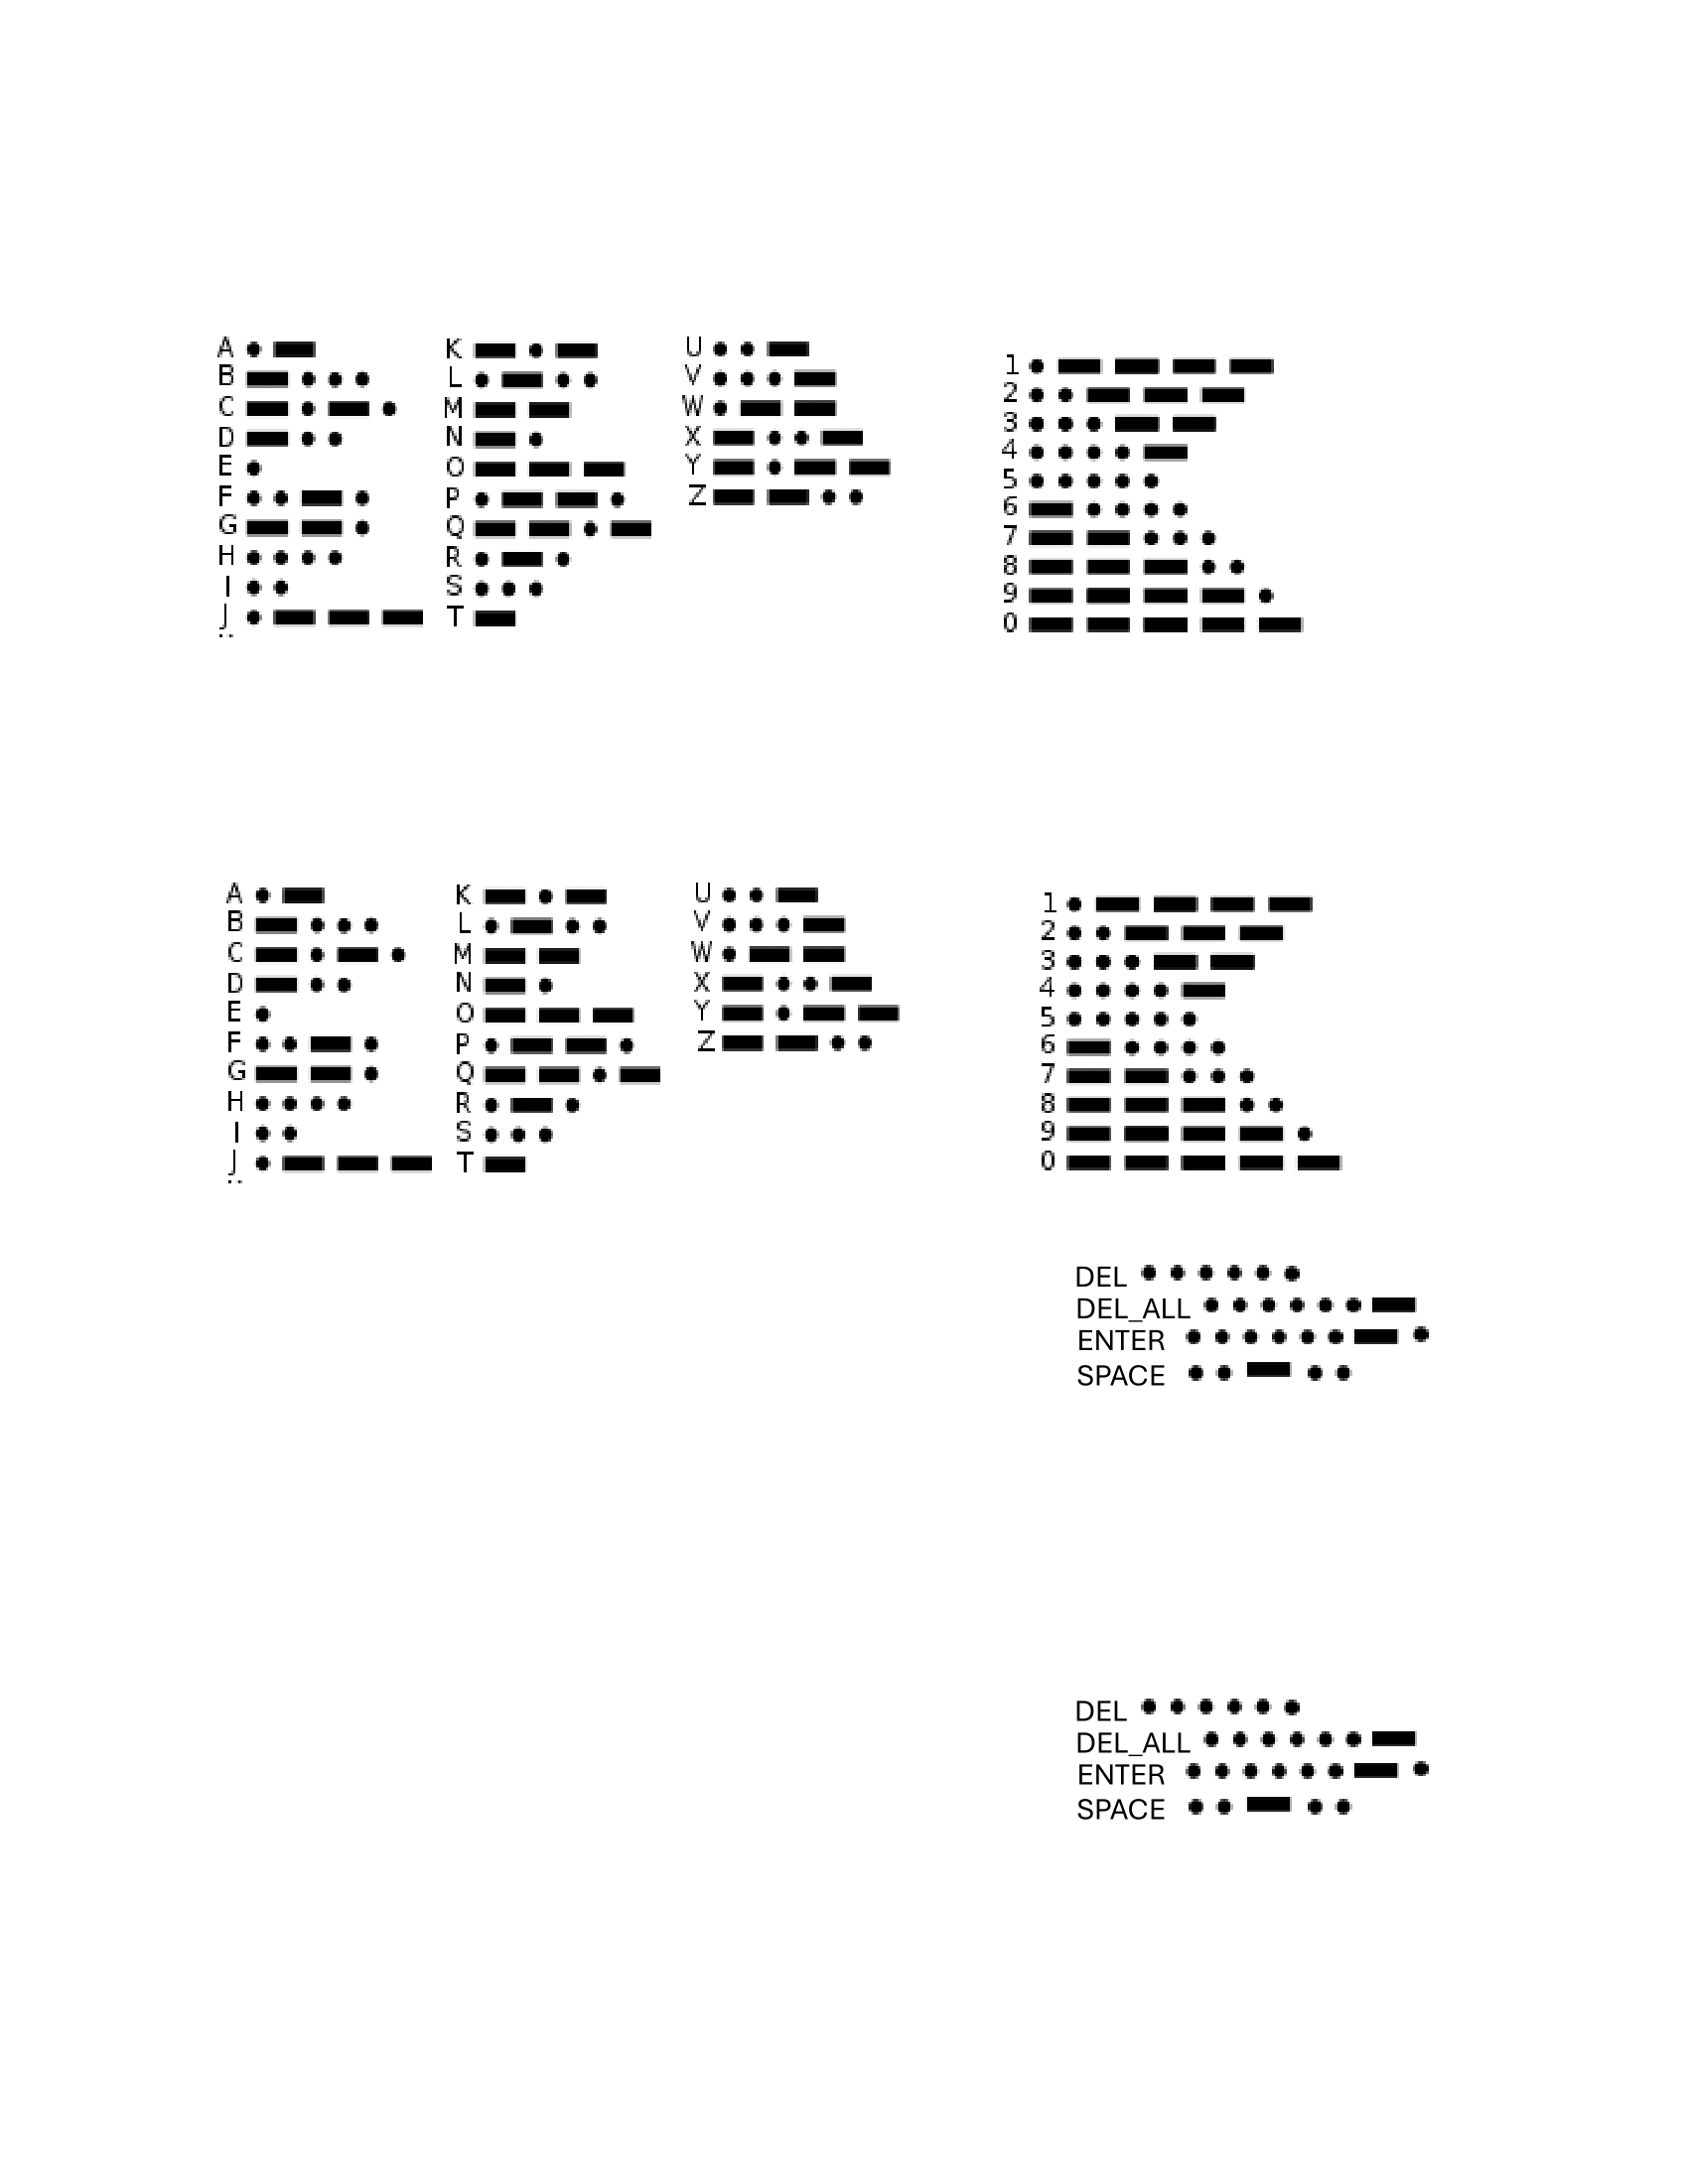 A • −
B − • • •
C − • − •
D − • •
E •
F • • − •
G − − •
H • • • •
I • •
J • − − −
K − • −
L • − • •
M − −
N − •
O − − −
P • − − •
Q − − • −
R • − •
S • • •
T −
U • • −
V • • • −
W • − −
X − • • −
Y − • − −
Z − − • •
1 • − − − −
2 • • − − −
3 • • • − −
4 • • • • −
5 • • • • •
6 − • • • •
7 − − • • •
8 − − − • •
9 − − − − •
0 − − − − −
A • −
B − • • •
C − • − •
D − • •
E •
F • • − •
G − − •
H • • • •
I • •
J • − − −
K − • −
L • − • •
M − −
N − •
O − − −
P • − − •
Q − − • −
R • − •
S • • •
T −
U • • −
V • • • −
W • − −
X − • • −
Y − • − −
Z − − • •
1 • − − − −
2 • • − − −
3 • • • − −
4 • • • • −
5 • • • • •
6 − • • • •
7 − − • • •
8 − − − • •
9 − − − − •
0 − − − − −
DEL • • • • • •
DEL_ALL • • • • • • −
ENTER • • • • • • − •
SPACE • • − • •
DEL • • • • • •
DEL_ALL • • • • • • −
ENTER • • • • • • − •
SPACE • • − • •